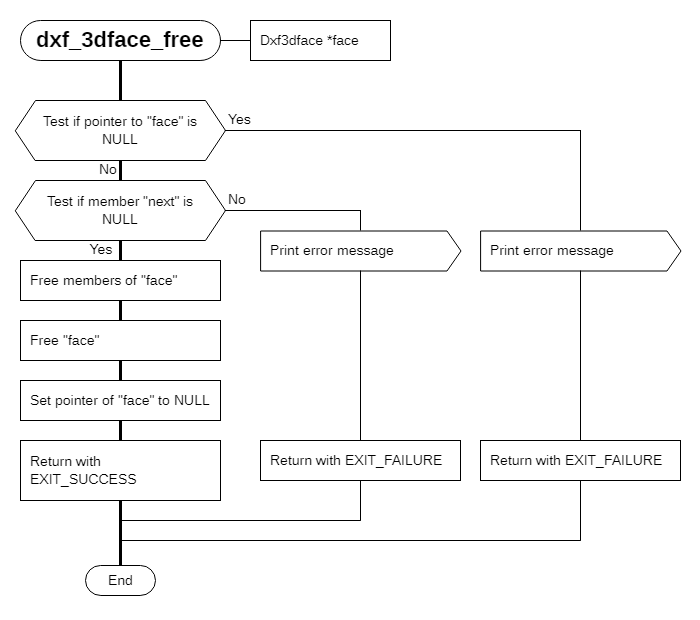 dxf_3dface_free
Dxf3dface *face
Test if pointer to "face" is
NULL
Yes
No
Test if member "next" is
NULL
No
Yes
Print error message
Print error message
Free members of "face"
Free "face"
Set pointer of "face" to NULL
Return with
EXIT_SUCCESS
Return with EXIT_FAILURE
Return with EXIT_FAILURE
End